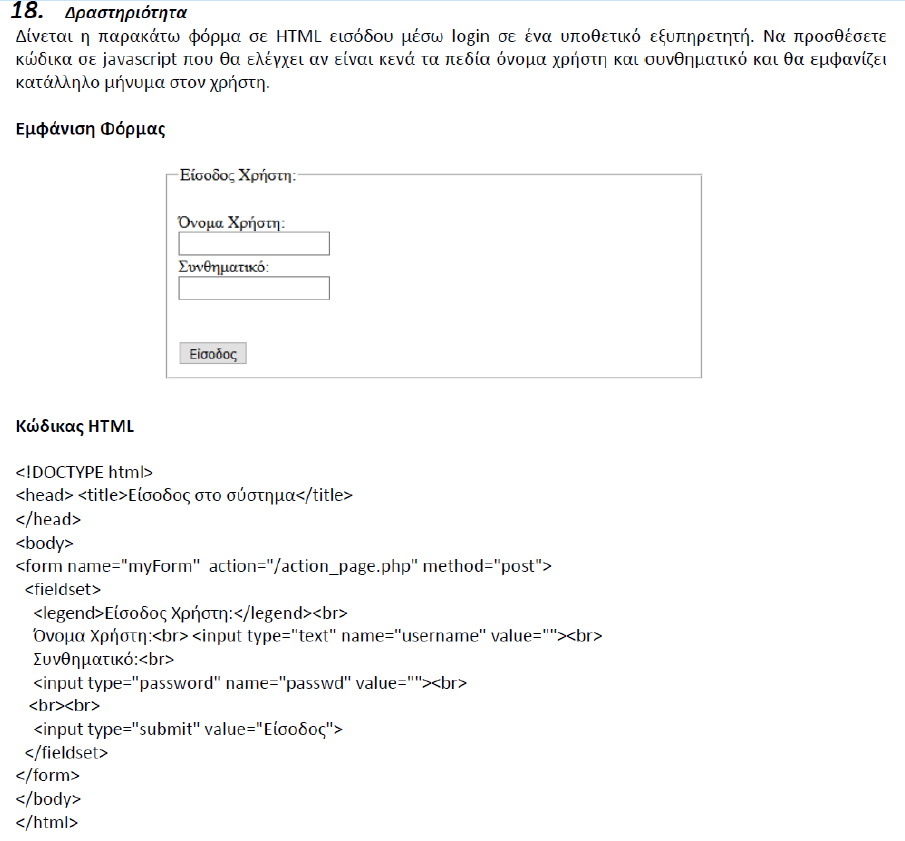 18. Δραστηριότητα
Δίνεται η παρακάτω φόρμα σε HTML εισόδου μέσω login σε ένα υποθετικό εξυπηρετητή. Να προσθέσετε
κώδικα σε javascript που θα ελέγχει αν είναι κενά τα πεδία όνομα χρήστη και συνθηματικό και θα εμφανίζει
κατάλληλο μήνυμα στον χρήστη.
Εμφάνιση Φόρμας
Είσοδος Χρήστη:
Όνομα Χρήστη:
Συνθηματικό:
Είσοδος
Κώδικας HTML
<!DOCTYPE html>
<head> <title>Είσοδος στο σύστημα</title>
</head>
<body>
<form name="myForm" action="/action_page.php" method="post">
<fieldset>
<legend>Είσοδος Χρήστη:</legend><br>
Όνομα Χρήστη:<br> <input type="text" name="username" value=""><br>
Συνθηματικό:<br>
<input type="password" name="passwd" value=""><br>
<br><br>
<input type="submit" value="Είσοδος">
</fieldset>
</form>
</body>
</html>